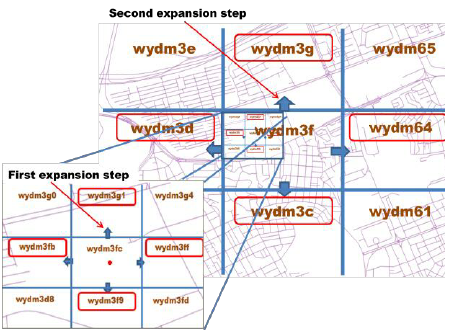 Second expansion step
wydm3e wydm3g wydm65
wydm3d wydm3f wydm64
wydm3c wydm61
First expansion step
wydm3g0 wydm3g1 wydm3g4
wydm3fb wydm3fc wydm3ff
wydm3d8 wydm3f9 wydm3fd